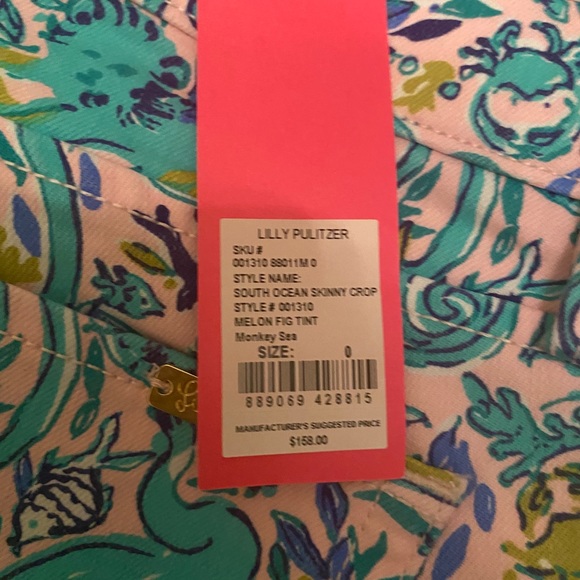 LILLY PULITZER
SKU #
001310 88011M 0
STYLE NAME:
SOUTH OCEAN SKINNY CROP
STYLE # 001310
MELON FIG TINT
Monkey Sea
SIZE: 0
889069 428815
MANUFACTURER'S SUGGESTED PRICE
$158.00